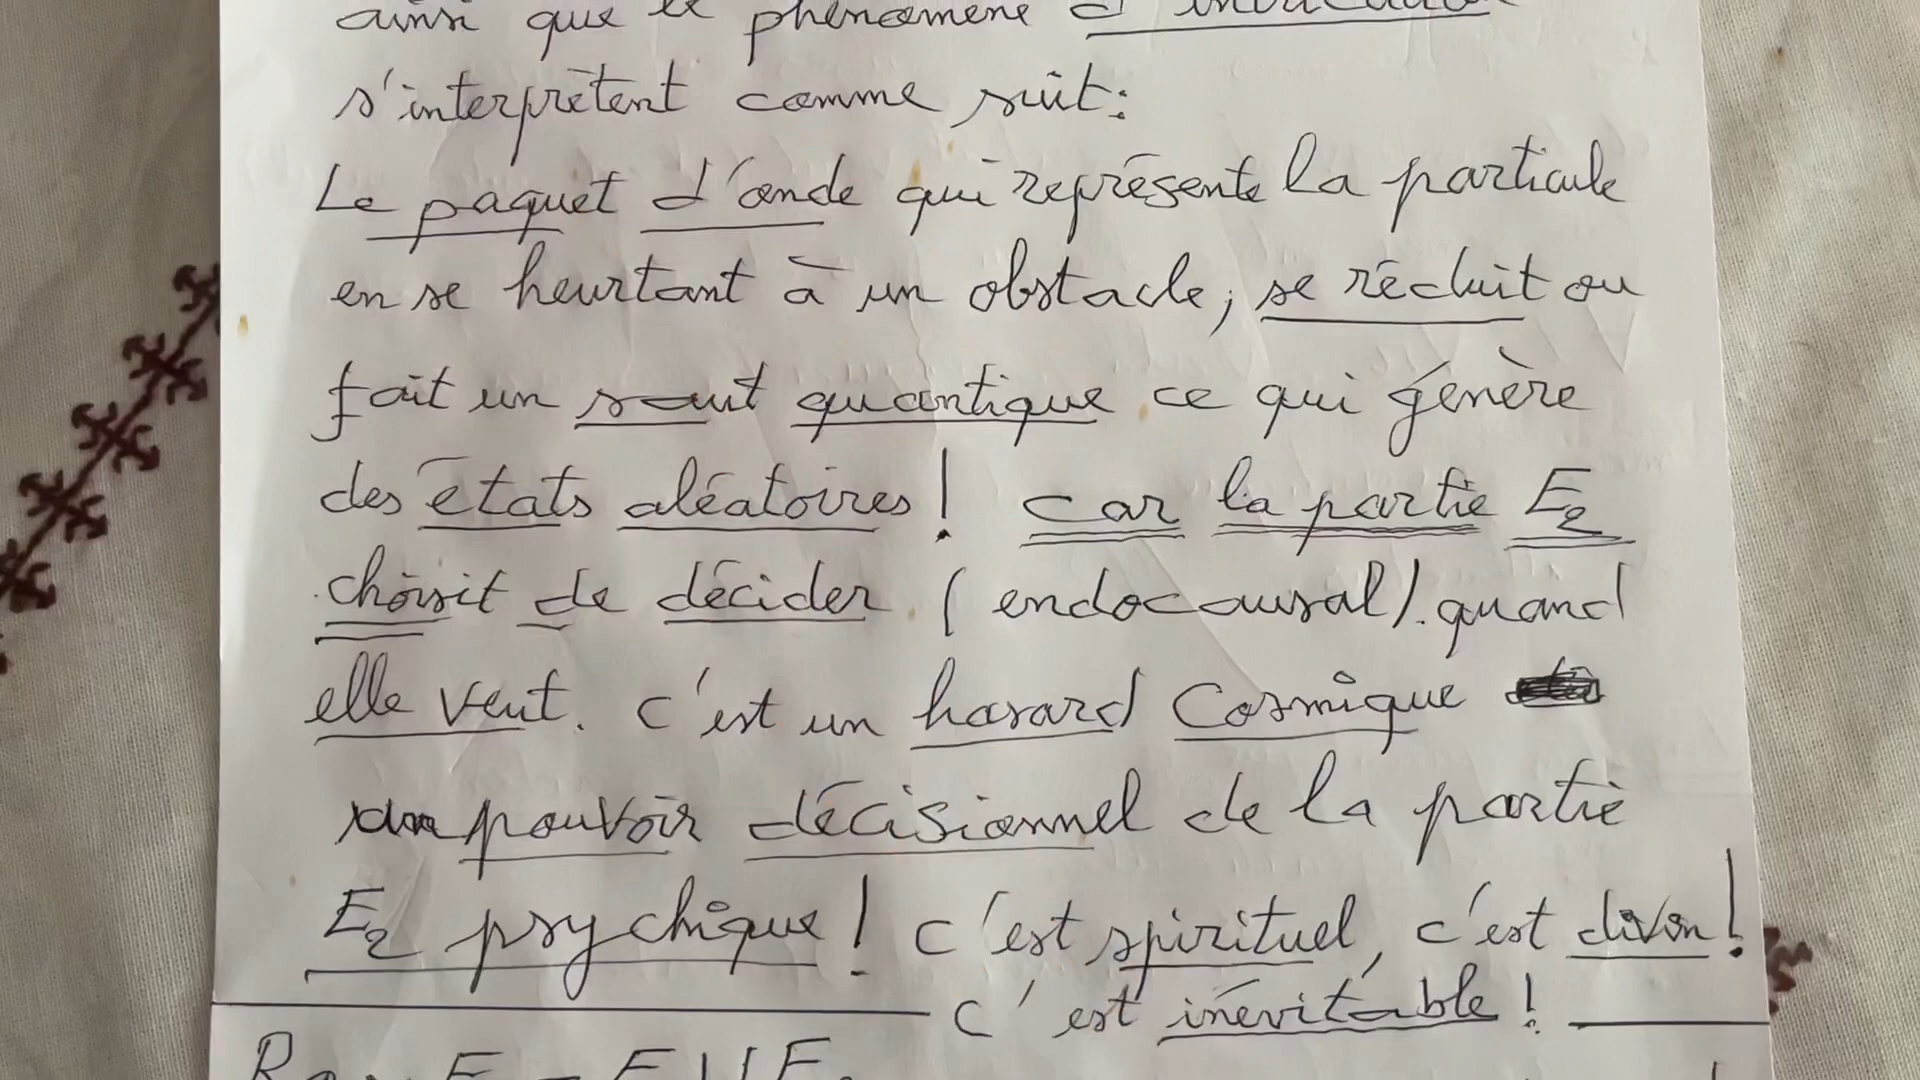 ainsi que le phénomène d'intrication
s'interprètent comme suit:
Le paquet d'onde qui représente la particule
en se heurtant à un obstacle, se réduit ou
fait un saut quantique ce qui génère
des états aléatoires! car la partie E2
choisit de décider (endocausal). quand
elle veut. c'est un hasard cosmique
pouvoir décisionnel de la partie
E2 psychique! c'est spirituel, c'est divin!
c'est inévitable!